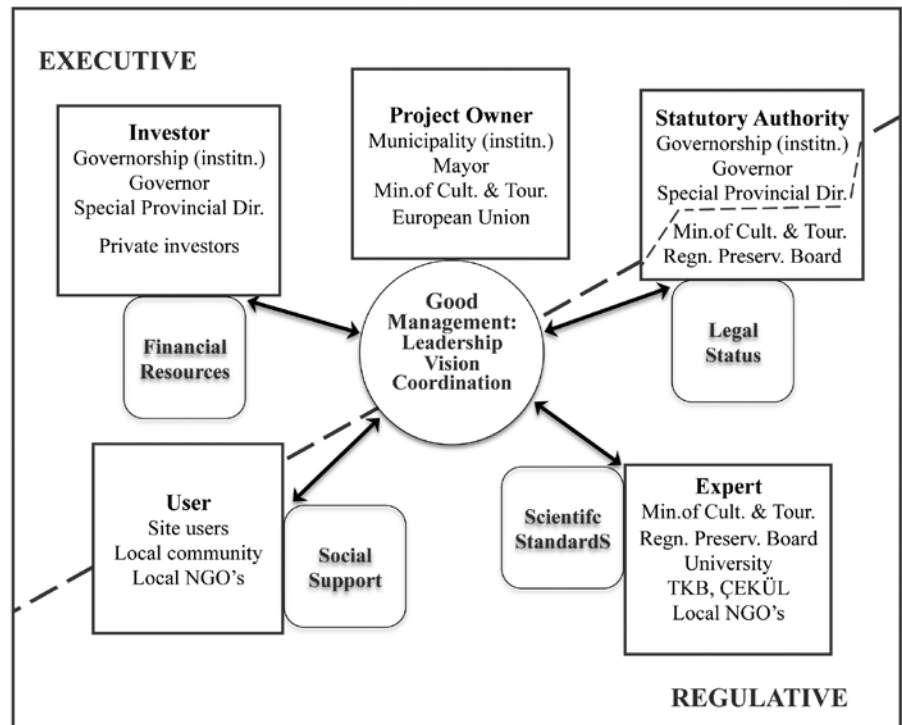 EXECUTIVE
Investor
Governorship (institn.)
Governor
Special Provincial Dir.
Private investors
Financial
Resources
Project Owner
Municipality (institn.)
Mayor
Min.of Cult. & Tour.
European Union
Statutory Authority
Governorship (institn.)
Governor
Special Provincial Dir.
Min.of Cult. & Tour.
Regn. Preserv. Board
Legal
Status
Good
Management:
Leadership
Vision
Coordination
User
Site users
Local community
Local NGO’s
Social
Support
Scientifc
StandardS
Expert
Min.of Cult. & Tour.
Regn. Preserv. Board
University
TKB, ÇEKÜL
Local NGO’s
REGULATIVE